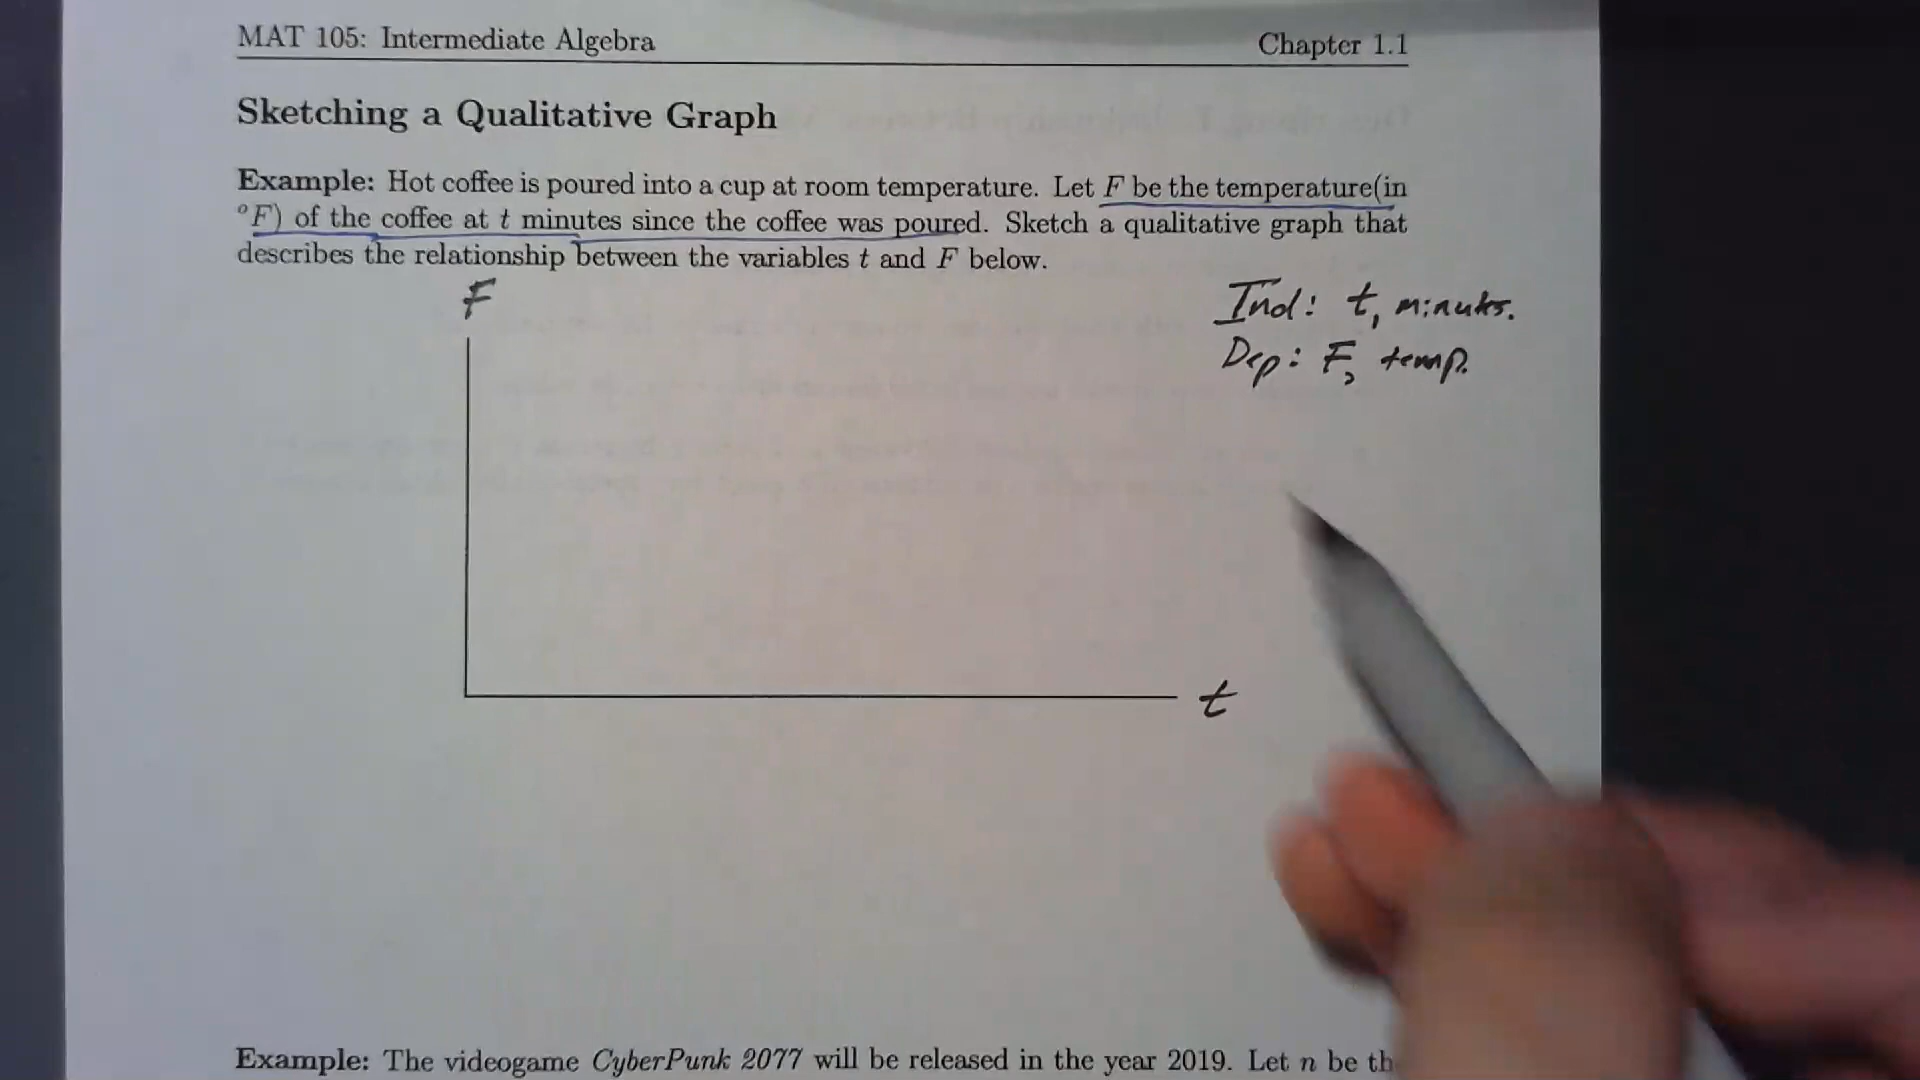 MAT 105: Intermediate Algebra Chapter 1.1
Sketching a Qualitative Graph
Example: Hot coffee is poured into a cup at room temperature. Let F be the temperature(in
°F) of the coffee at t minutes since the coffee was poured. Sketch a qualitative graph that
describes the relationship between the variables t and F below.
F
Ind: t, minutes.
Dep: F, temp.
t
Example: The videogame CyberPunk 2077 will be released in the year 2019. Let n be